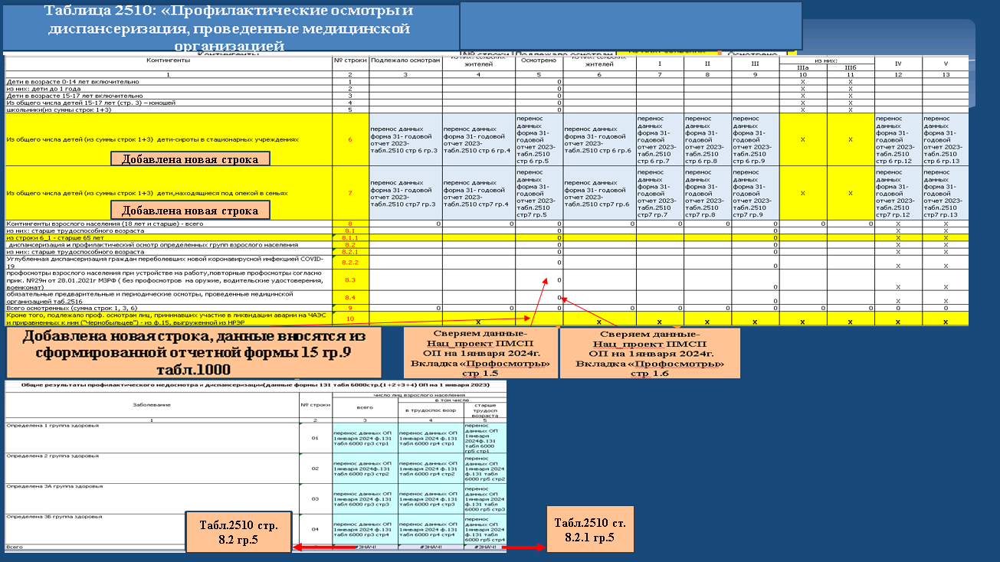 Таблица 2510: «Профилактические осмотры и
диспансеризация, проведенные медицинской
организацией
Контингенты № строки Подлежало осмотрам из них: сельских жителей Осмотрено из них: сельских жителей I II III из них: IV V
IIIа IIIб
1 2 3 4 5 6 7 8 9 10 11 12 13
Дети в возрасте 0-14 лет включительно 1 0 X X
из них: дети до 1 года 2 0 X X
Дети в возрасте 15-17 лет включительно 3 0 X X
Из общего числа детей 15-17 лет (стр. 3) – юношей 4 0 X X
школьники(из суммы строк 1+3) 5 0 X X
Из общего числа детей (из суммы строк 1+3) дети-сироты в стационарных учреждениях 6 перенос данных форма 31- годовой отчет 2023- табл.2510 стр 6 гр.3 перенос данных форма 31- годовой отчет 2023- табл.2510 стр 6 гр.4 перенос данных форма 31- годовой отчет 2023- табл.2510 стр 6 гр.5 перенос данных форма 31- годовой отчет 2023- табл.2510 стр 6 гр.6 перенос данных форма 31- годовой отчет 2023- табл.2510 стр 6 гр.7 перенос данных форма 31- годовой отчет 2023- табл.2510 стр 6 гр.8 перенос данных форма 31- годовой отчет 2023- табл.2510 стр 6 гр.9 X X перенос данных форма 31- годовой отчет 2023- табл.2510 стр 6 гр.12 перенос данных форма 31- годовой отчет 2023- табл.2510 стр 6 гр.13
Добавлена новая строка
Из общего числа детей (из суммы строк 1+3) дети,находящиеся под опекой в семьях 7 перенос данных форма 31- годовой отчет 2023- табл.2510 стр7 гр.3 перенос данных форма 31- годовой отчет 2023- табл.2510 стр7 гр.4 перенос данных форма 31- годовой отчет 2023- табл.2510 стр7 гр.5 перенос данных форма 31- годовой отчет 2023- табл.2510 стр7 гр.6 перенос данных форма 31- годовой отчет 2023- табл.2510 стр7 гр.7 перенос данных форма 31- годовой отчет 2023- табл.2510 стр7 гр.8 перенос данных форма 31- годовой отчет 2023- табл.2510 стр7 гр.9 X X перенос данных форма 31- годовой отчет 2023- табл.2510 стр7 гр.12 перенос данных форма 31- годовой отчет 2023- табл.2510 стр7 гр.13
Добавлена новая строка
Контингенты взрослого населения (18 лет и старше) - всего 8 0 0 0 0 0 0 0 0 0 X X
из них: старше трудоспособного возраста 8.1 0 0 X X
из строки 6_1 - старше 65 лет 8.1.1 0 0 X X
диспансеризация и профилактический осмотр определенных групп взрослого населения 8.2 0 0 X X
из них: старше трудоспособного возраста 8.2.1 0 0 X X
Углубленная диспансеризация граждан переболевших новой коронавирусной инфекцией COVID-
19 8.2.2 0 0 X X
профосмотры взрослого населения при устройстве на работу,повторные профосмотры согласно
прик. №29н от 28.01.2021г МЗРФ ( без профосмотров на оружие, водительские удостоверения,
военкомат) 8.3 0 0 X X
обязательные предварительные и периодические осмотры, проведенные медицинской
организацией таб.2516 8.4 0 0 X X
Всего осмотренных (сумма строк 1, 3, 6) 9 0 0 0 0 0 0 0 0 0 0 0
Кроме того, подлежало проф. осмотрам лиц, принимавших участие в ликвидации аварии на ЧАЭС
и приравненных к ним ("Чернобыльцев") - из ф.15, выгруженной из НРЭР 10 X X X X X X X X X
Добавлена новая строка, данные вносятся из
сформированной отчетной формы 15 гр.9
табл.1000
Сверяем данные-
Нац_проект ПМСП
ОП на 1января 2024г.
Вкладка «Профосмотры»
стр 1.5
Сверяем данные-
Нац_проект ПМСП
ОП на 1января 2024г.
Вкладка «Профосмотры»
стр 1.6
Общие результаты профилактического медосмотра и диспансеризации(данные формы 131 табл 6000стр.(1+2+3+4) ОП на 1 января 2023)
Заболевание № строки число лиц взрослого населения
всего в том числе
в трудоспос возр старше трудосп возраста
1 2 3 4 5
Определена 1 группа здоровья 01 перенос данных ОП 1января 2024 ф.131 табл 6000 гр3 стр1 перенос данных ОП 1января 2024 ф.131 табл 6000 гр4 стр1 перенос данных ОП 1января 2024ф.131 табл 6000 гр5 стр1
Определена 2 группа здоровья 02 перенос данных ОП 1января 2024ф.131 табл 6000 гр3 стр2 перенос данных ОП 1января 2024 ф.131 табл 6000 гр4 стр2 перенос данных ОП 1января 2024 ф.131 табл 6000 гр5 стр2
Определена 3А группа здоровья 03 перенос данных ОП 1января 2024 ф.131 табл 6000 гр3 стр3 перенос данных ОП 1января 2024 ф.131 табл 6000 гр4 стр3 перенос данных ОП 1января 2024 ф.131 табл 6000 гр5 стр3
Определена 3Б группа здоровья 04 перенос данных ОП 1января 2024 ф.131 табл 6000 гр3 стр4 перенос данных ОП 1января 2024 ф.131 табл 6000 гр4 стр4 перенос данных ОП 1января 2024 ф.131 табл 6000 гр5 стр4
Всего #ЗНАЧ! #ЗНАЧ! #ЗНАЧ!
Табл.2510 стр.
8.2 гр.5
Табл.2510 ст.
8.2.1 гр.5